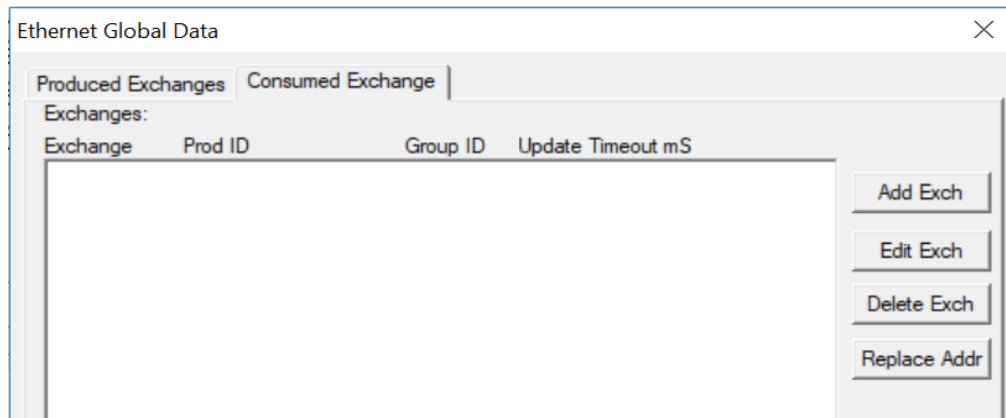 Ethernet Global Data
Produced Exchanges Consumed Exchange
Exchanges:
Exchange Prod ID Group ID Update Timeout mS
Add Exch
Edit Exch
Delete Exch
Replace Addr